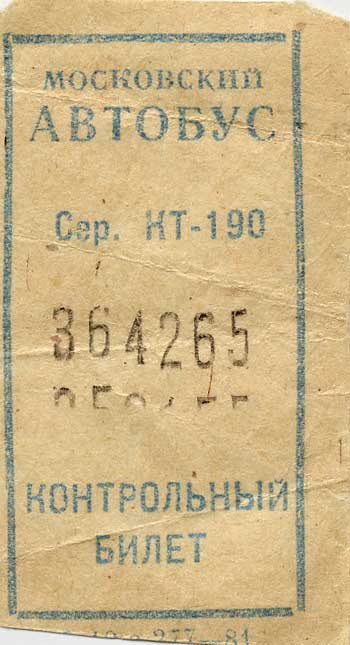 МОСКОВСКИЙ
АВТОБУС
Сер. КТ-190
364265
КОНТРОЛЬНЫЙ
БИЛЕТ